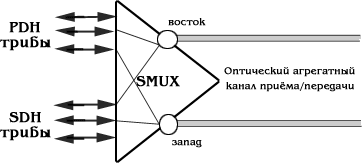 восток
PDH
трибы
SMUX
Оптический агрегатный
канал приёма/передачи
SDH
трибы
запад